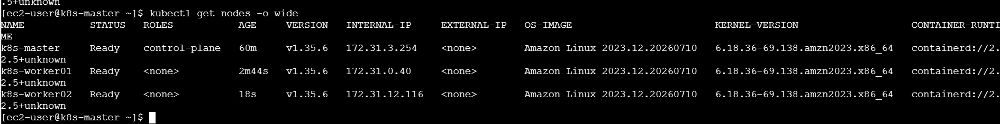 .5+unknown
[ec2-user@k8s-master ~]$ kubectl get nodes -o wide
NAME STATUS ROLES AGE VERSION INTERNAL-IP EXTERNAL-IP OS-IMAGE KERNEL-VERSION CONTAINER-RUNTI
ME
k8s-master Ready control-plane 60m v1.35.6 172.31.3.254 <none> Amazon Linux 2023.12.20260710 6.18.36-69.138.amzn2023.x86_64 containerd://2.
2.5+unknown
k8s-worker01 Ready <none> 2m44s v1.35.6 172.31.0.40 <none> Amazon Linux 2023.12.20260710 6.18.36-69.138.amzn2023.x86_64 containerd://2.
2.5+unknown
k8s-worker02 Ready <none> 18s v1.35.6 172.31.12.116 <none> Amazon Linux 2023.12.20260710 6.18.36-69.138.amzn2023.x86_64 containerd://2.
2.5+unknown
[ec2-user@k8s-master ~]$